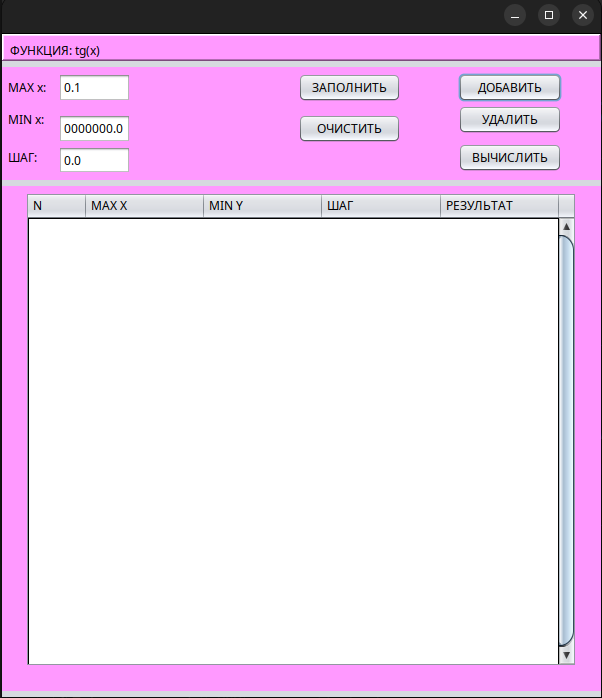 ФУНКЦИЯ: tg(x)
MAX x: 0.1 ЗАПОЛНИТЬ ДОБАВИТЬ
MIN x: 0000000.0 ОЧИСТИТЬ УДАЛИТЬ
ШАГ: 0.0 ВЫЧИСЛИТЬ
N MAX X MIN Y ШАГ РЕЗУЛЬТАТ